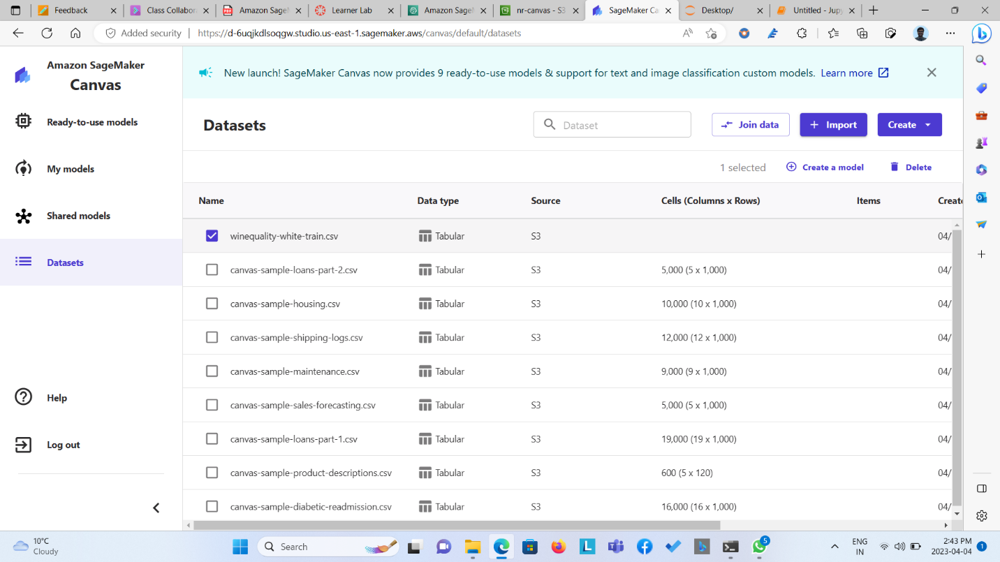 Feedback
Class Collabor
Amazon SageM
Learner Lab
Amazon SageM
nr-canvas - S3
SageMaker Ca
Desktop/
Untitled - Jup
Added security
https://d-6uqjkdlsoqgw.studio.us-east-1.sagemaker.aws/canvas/default/datasets
Amazon SageMaker
Canvas
Ready-to-use models
My models
Shared models
Datasets
Help
Log out
New launch! SageMaker Canvas now provides 9 ready-to-use models & support for text and image classification custom models. Learn more
Datasets
Dataset
Join data
Import
Create
1 selected
Create a model
Delete
Name Data type Source Cells (Columns x Rows) Items Create
winequality-white-train.csv Tabular S3 04/
canvas-sample-loans-part-2.csv Tabular S3 5,000 (5 x 1,000) 04/
canvas-sample-housing.csv Tabular S3 10,000 (10 x 1,000) 04/
canvas-sample-shipping-logs.csv Tabular S3 12,000 (12 x 1,000) 04/
canvas-sample-maintenance.csv Tabular S3 9,000 (9 x 1,000) 04/
canvas-sample-sales-forecasting.csv Tabular S3 5,000 (5 x 1,000) 04/
canvas-sample-loans-part-1.csv Tabular S3 19,000 (19 x 1,000) 04/
canvas-sample-product-descriptions.csv Tabular S3 600 (5 x 120) 04/
canvas-sample-diabetic-readmission.csv Tabular S3 16,000 (16 x 1,000) 04/
10°C
Cloudy
Search
5
ENG
IN
2:43 PM
2023-04-04
1